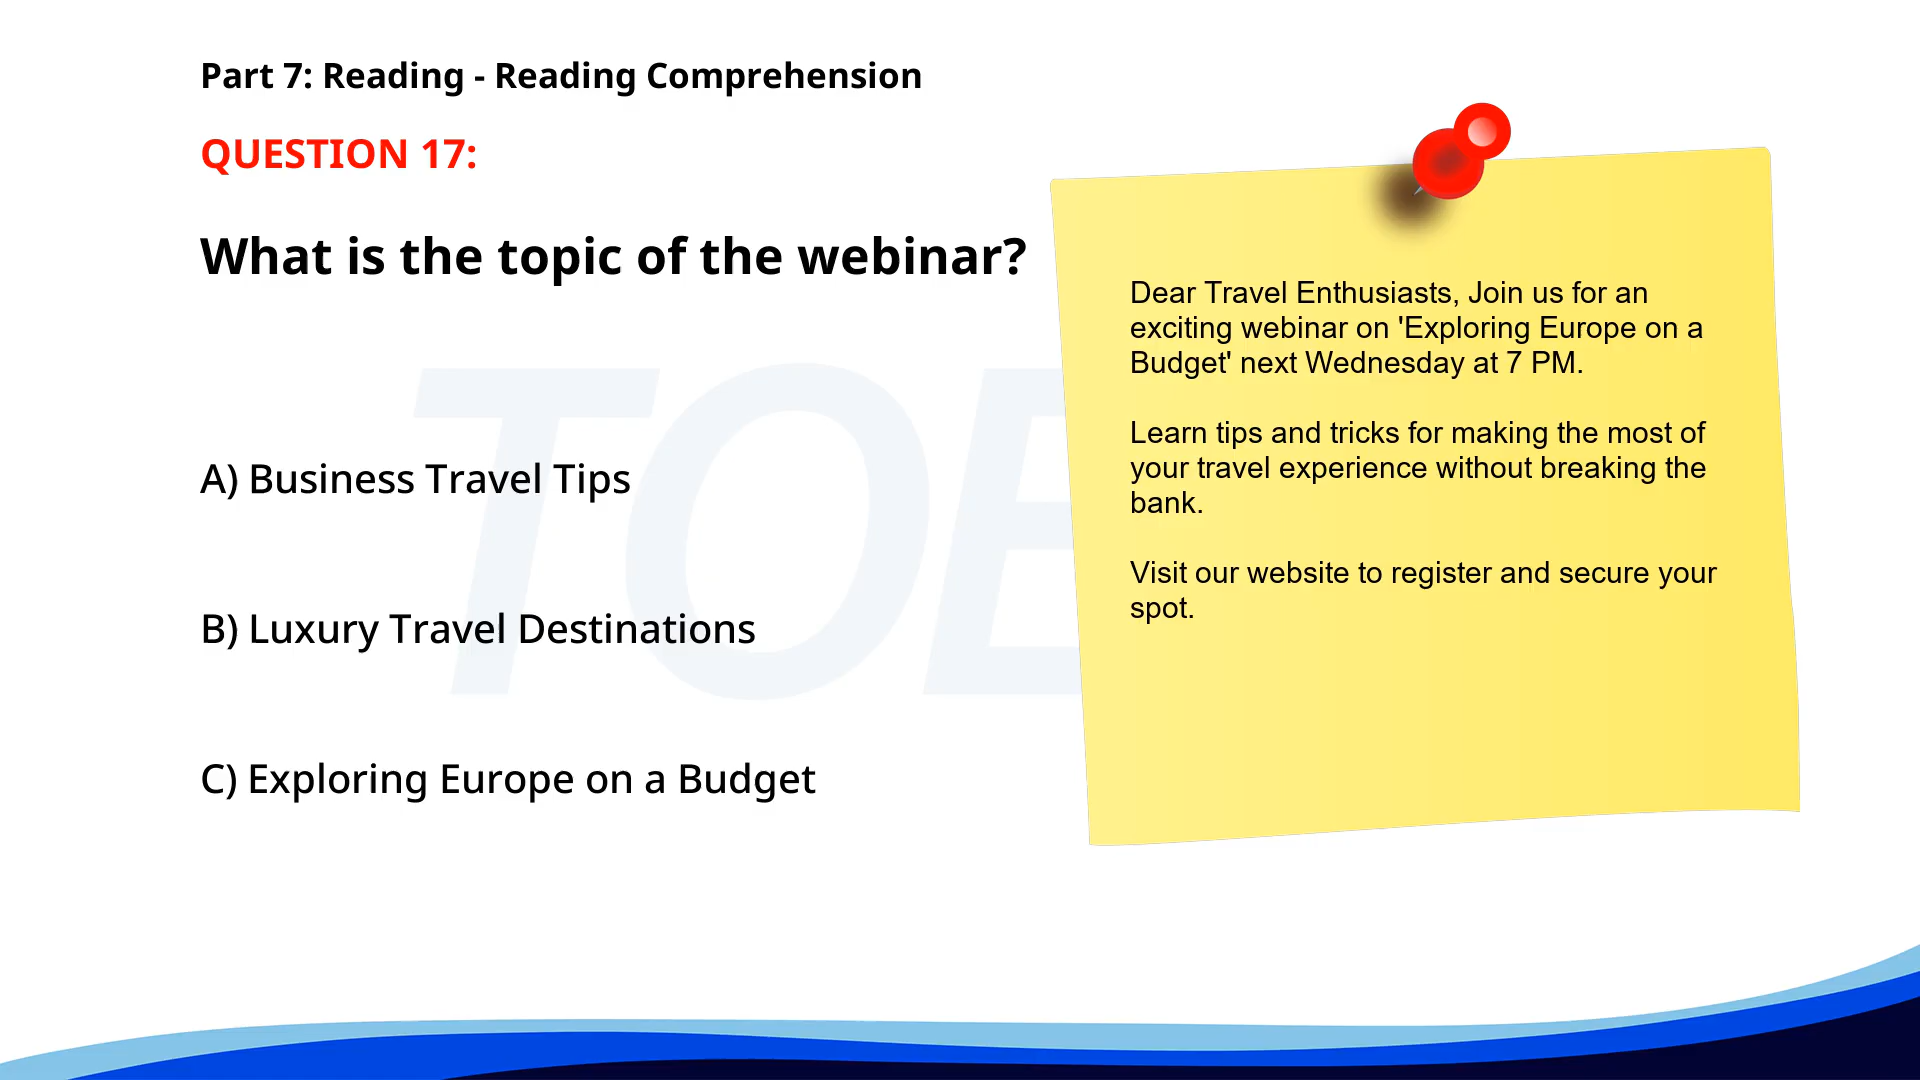 Part 7: Reading - Reading Comprehension
QUESTION 17:
What is the topic of the webinar?
A) Business Travel Tips
B) Luxury Travel Destinations
C) Exploring Europe on a Budget
Dear Travel Enthusiasts, Join us for an
exciting webinar on 'Exploring Europe on a
Budget' next Wednesday at 7 PM.
Learn tips and tricks for making the most of
your travel experience without breaking the
bank.
Visit our website to register and secure your
spot.
TOE